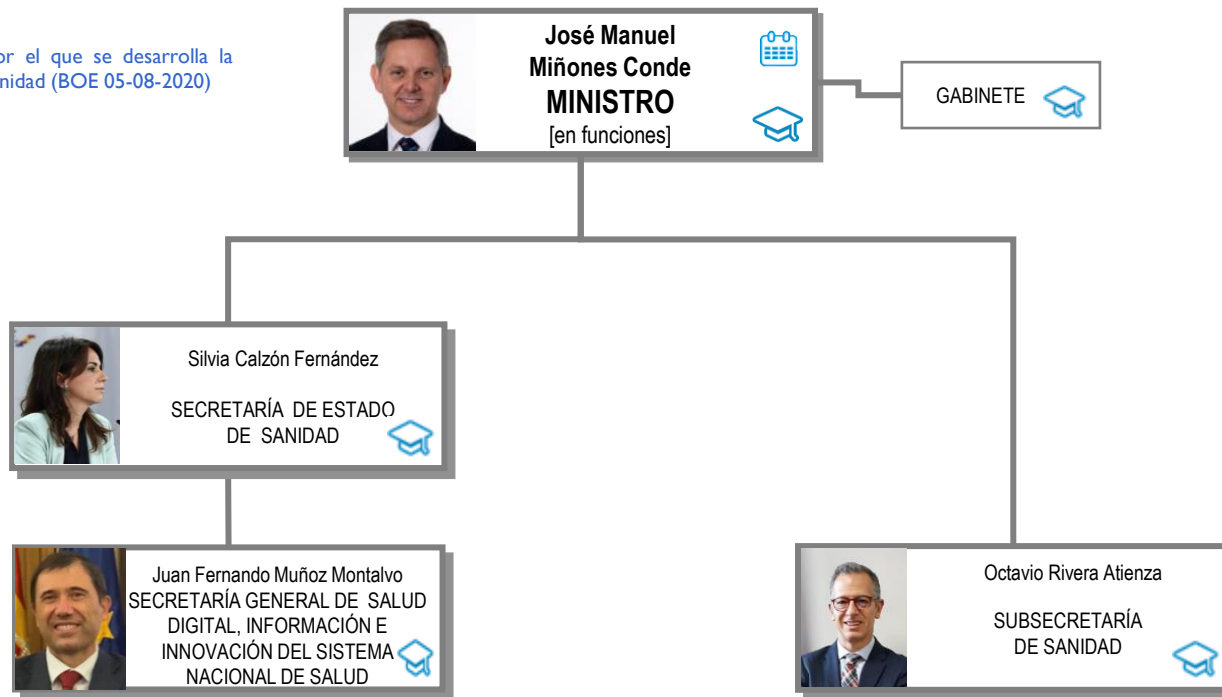 or el que se desarrolla la
nidad (BOE 05-08-2020)
José Manuel
Miñones Conde
MINISTRO
[en funciones]
GABINETE
Silvia Calzón Fernández
SECRETARÍA DE ESTADO
DE SANIDAD
Juan Fernando Muñoz Montalvo
SECRETARÍA GENERAL DE SALUD
DIGITAL, INFORMACIÓN E
INNOVACIÓN DEL SISTEMA
NACIONAL DE SALUD
Octavio Rivera Atienza
SUBSECRETARÍA
DE SANIDAD